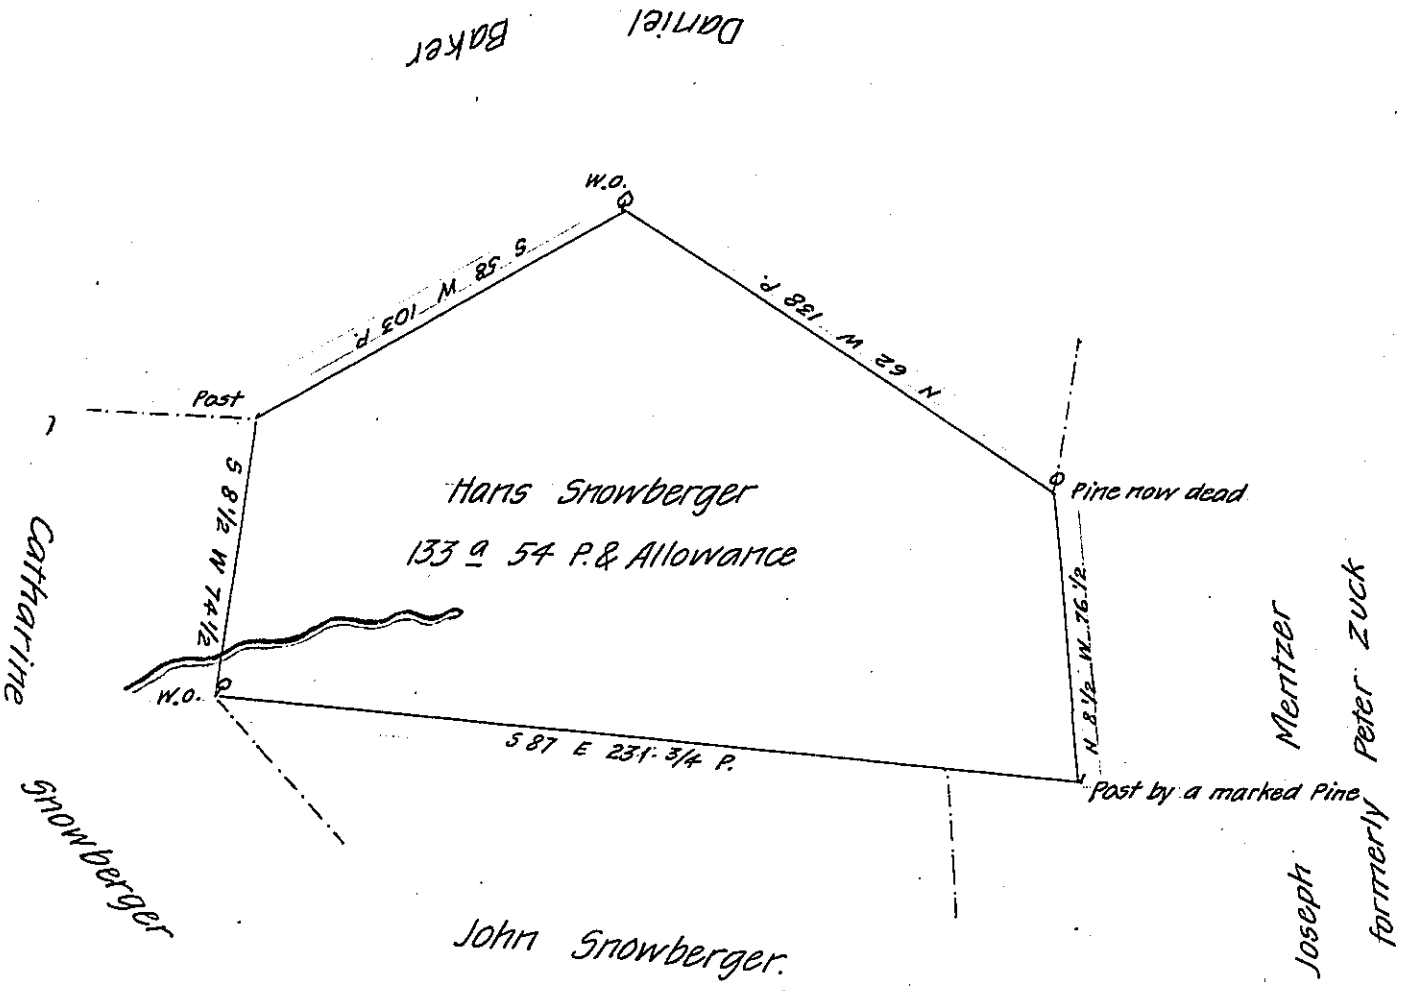 Daniel Baker
W.O.
S 58 W 103 P.
N 62 W 138 P.
Post
Pine now dead
S 8 1/2 W 74 1/2
Hans Snowberger
133 a 54 P. & Allowance
N 8 1/2 W 76 1/2
W.O.
S 87 E 231 3/4 P.
Post by a marked Pine
Catharine Snowberger
John Snowberger.
Joseph Mentzer
formerly Peter Zuck